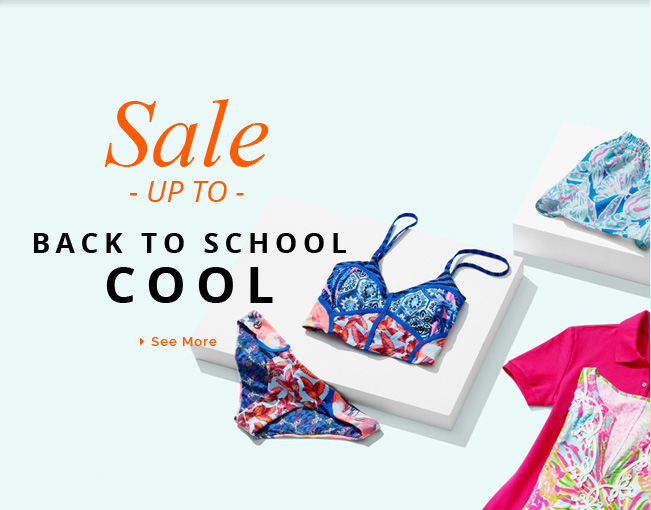 Sale
- UP TO -
BACK TO SCHOOL
COOL
See More